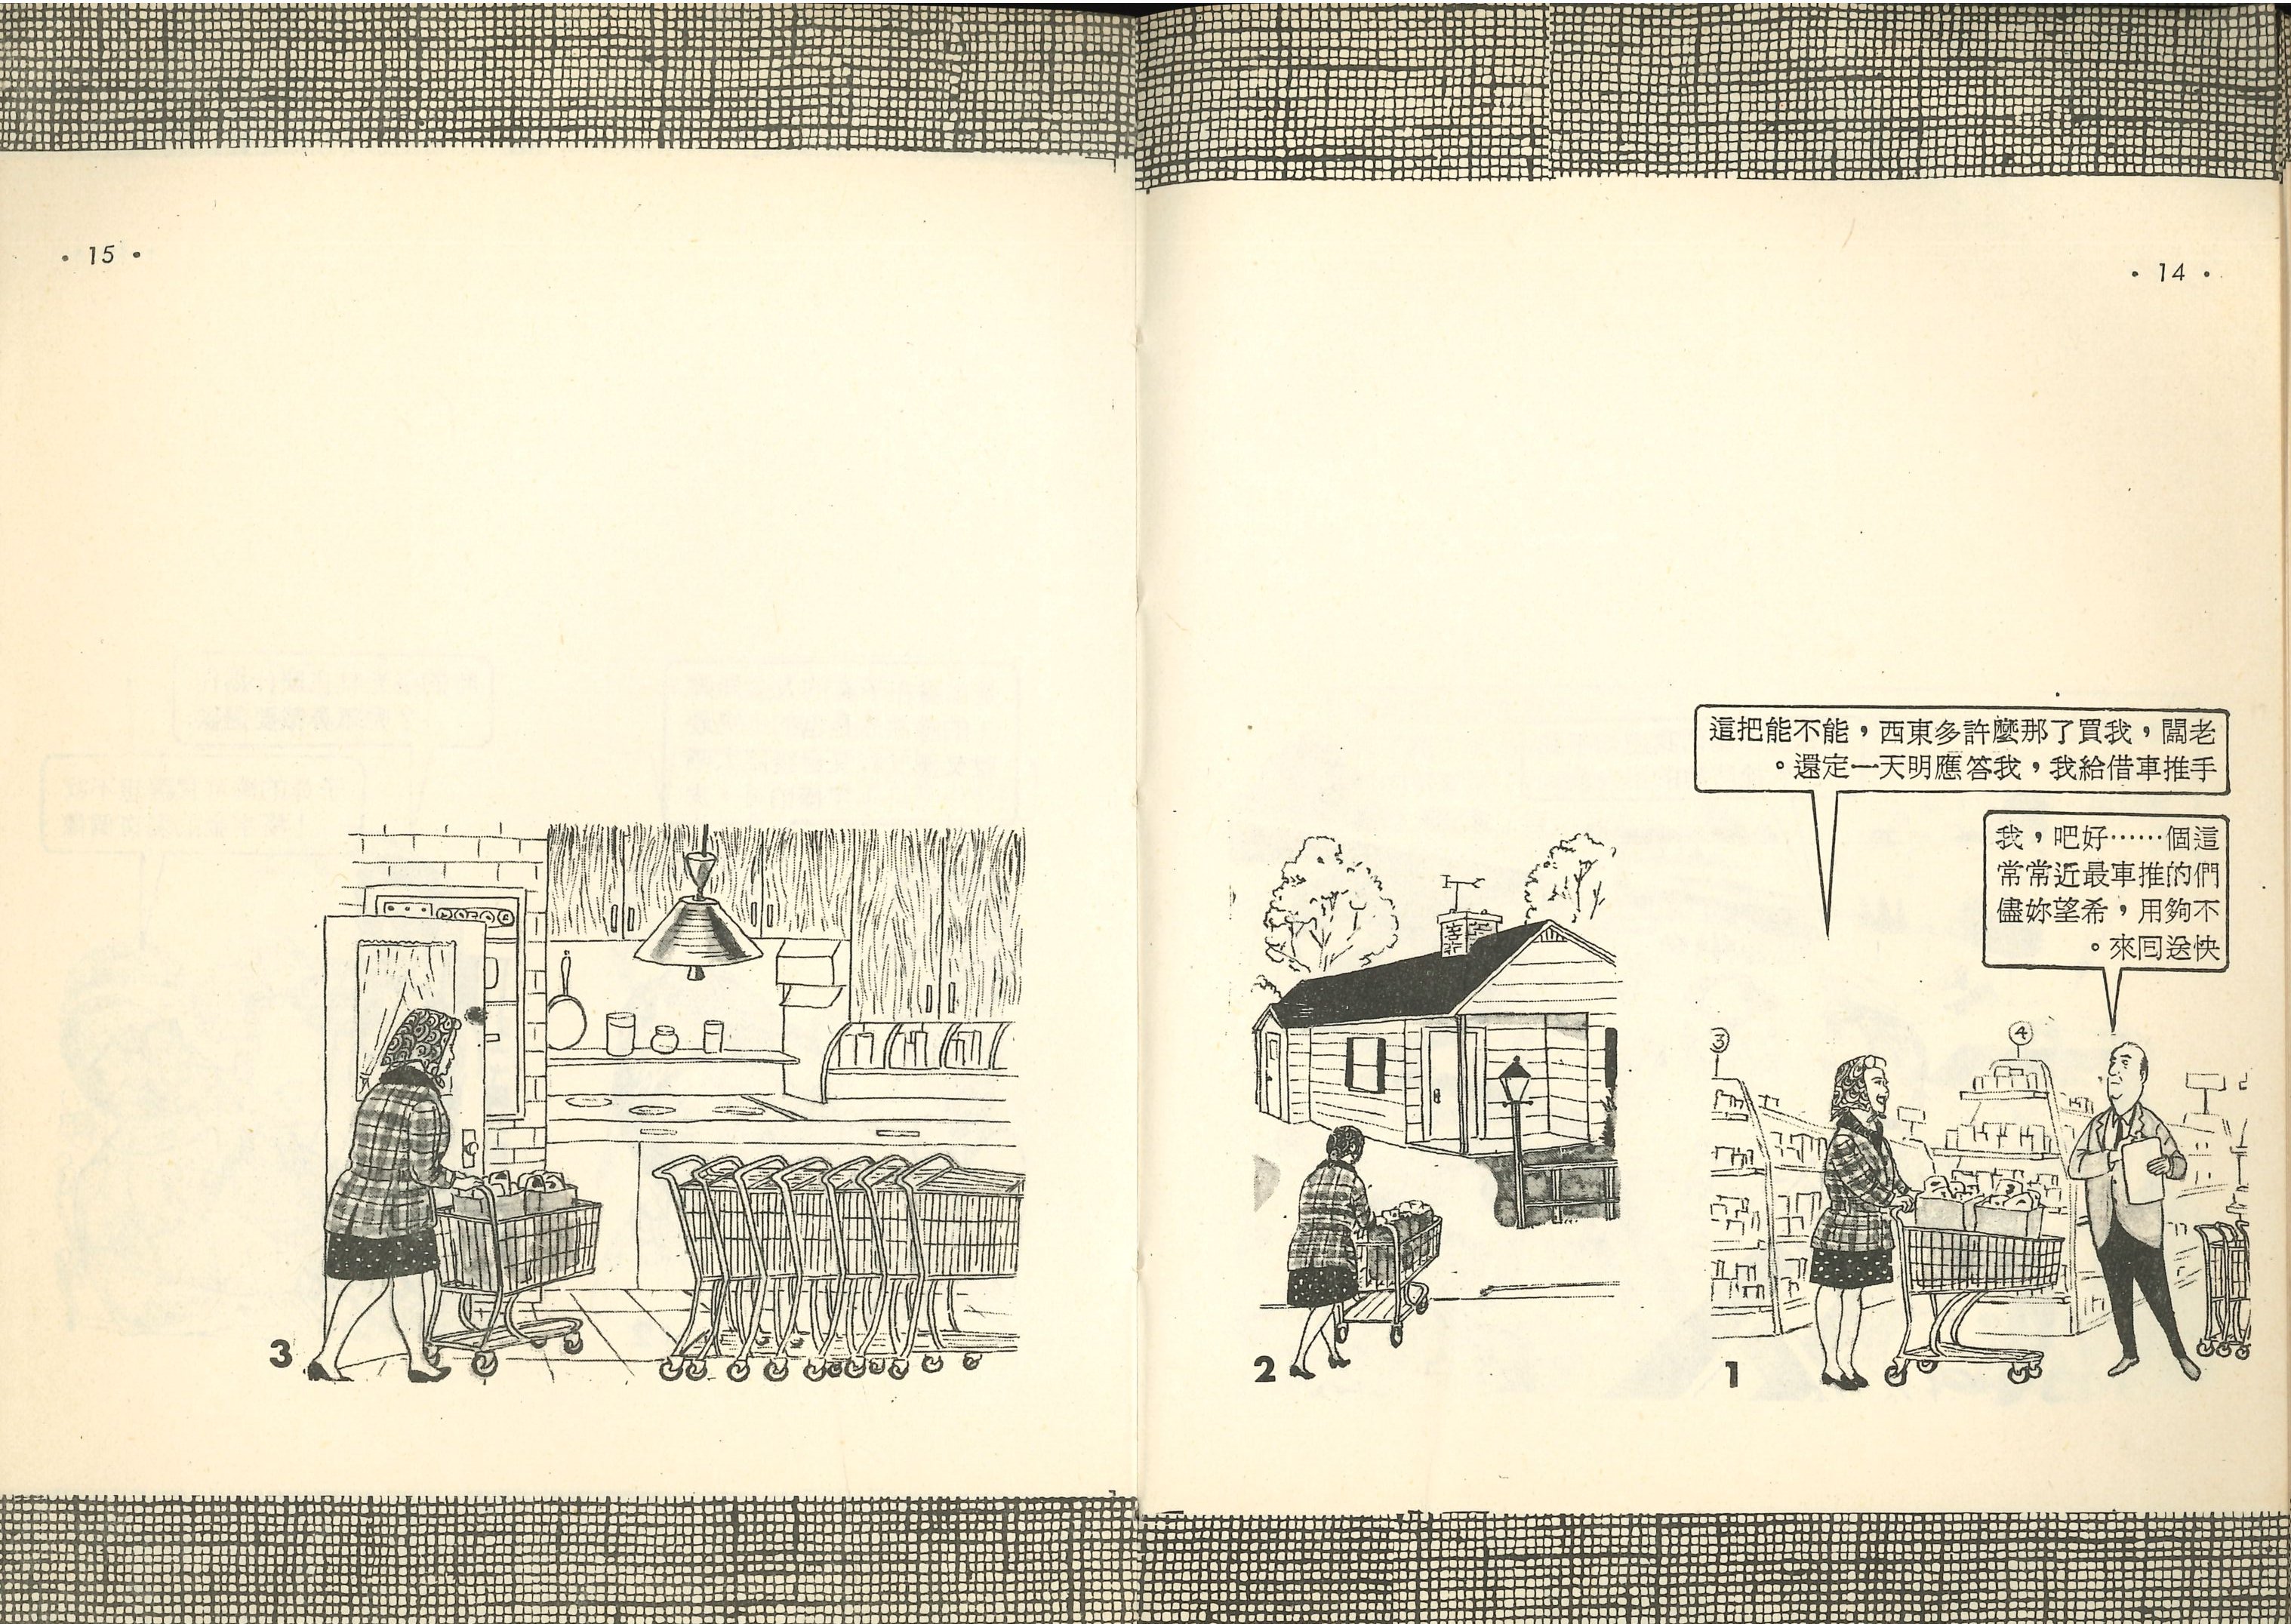 • 14 •
老闆，我買了那麼許多東西，能不能把這
手推車借給我，我答應明天一定還。
這個……好吧，我
們的推車最近常常
不夠用，希望妳儘
快送囘來。
4
3
1
2
• 15 •
3